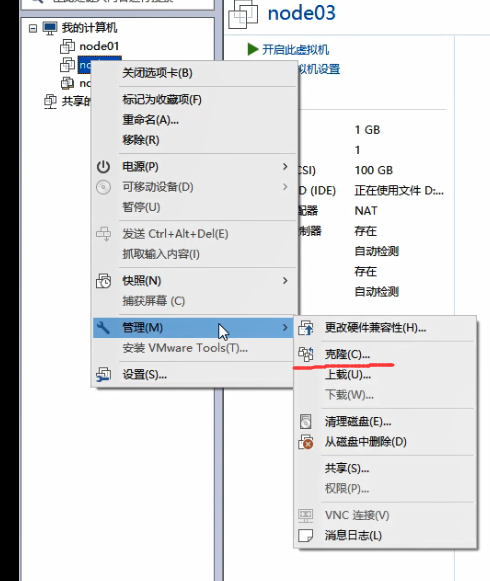 node03
我的计算机
node01
no
no
共享的
开启此虚拟机
拟机设置
1 GB
1
CSI) 100 GB
D (IDE) 正在使用文件 D:...
配器 NAT
制器 存在
自动检测
存在
自动检测
关闭选项卡(B)
标记为收藏项(F)
重命名(A)...
移除(R)
电源(P)
可移动设备(D)
暂停(U)
发送 Ctrl+Alt+Del(E)
抓取输入内容(I)
快照(N)
捕获屏幕 (C)
管理(M)
安装 VMware Tools(T)...
设置(S)...
更改硬件兼容性(H)...
克隆(C)...
上载(U)...
下载(W)...
清理磁盘(E)...
从磁盘中删除(D)
共享(S)...
权限(P)...
VNC 连接(V)
消息日志(L)